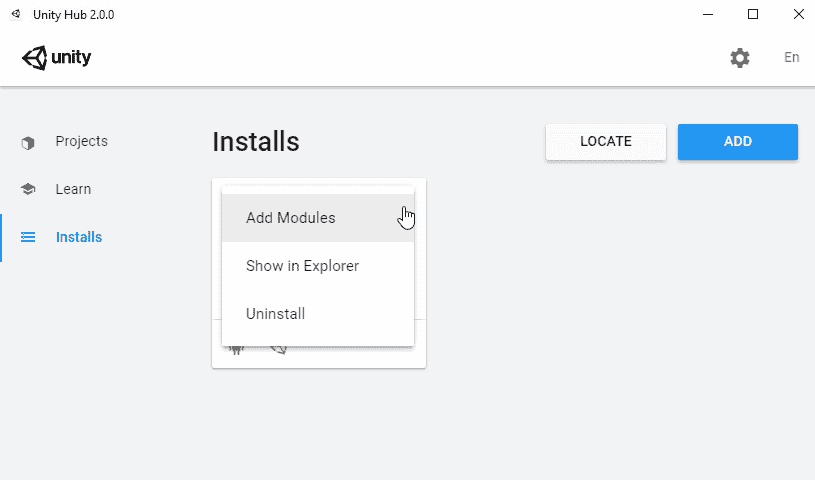 Unity Hub 2.0.0
unity
En
Projects
Learn
Installs
Installs
LOCATE
ADD
Add Modules
Show in Explorer
Uninstall